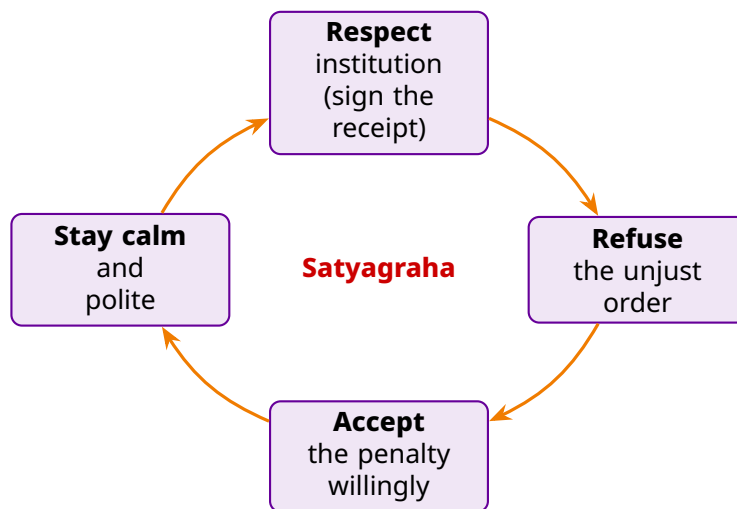 Respect
institution
(sign the
receipt)
Stay calm
and
polite
Satyagraha
Refuse
the unjust
order
Accept
the penalty
willingly